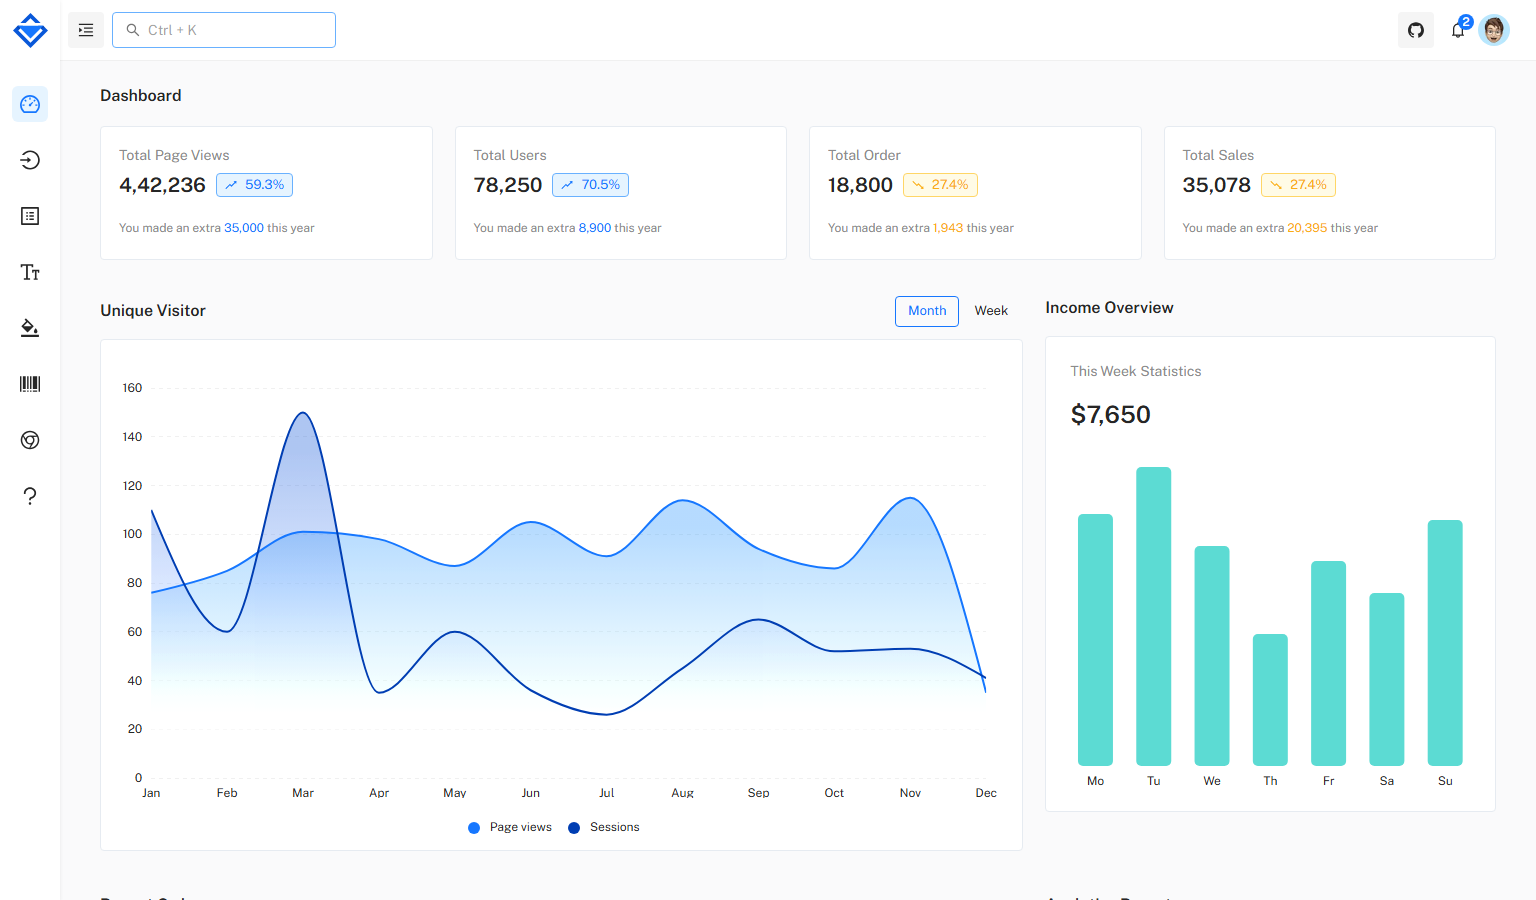 Ctrl + K
2
Dashboard
Total Page Views
4,42,236 59.3%
You made an extra 35,000 this year
Total Users
78,250 70.5%
You made an extra 8,900 this year
Total Order
18,800 27.4%
You made an extra 1,943 this year
Total Sales
35,078 27.4%
You made an extra 20,395 this year
Unique Visitor
Month Week
160
140
120
100
80
60
40
20
0
Jan Feb Mar Apr May Jun Jul Aug Sep Oct Nov Dec
Page views Sessions
Income Overview
This Week Statistics
$7,650
Mo Tu We Th Fr Sa Su